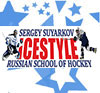 SERGEY SUYARKOV
iCESTYLE
RUSSIAN SCHOOL OF HOCKEY